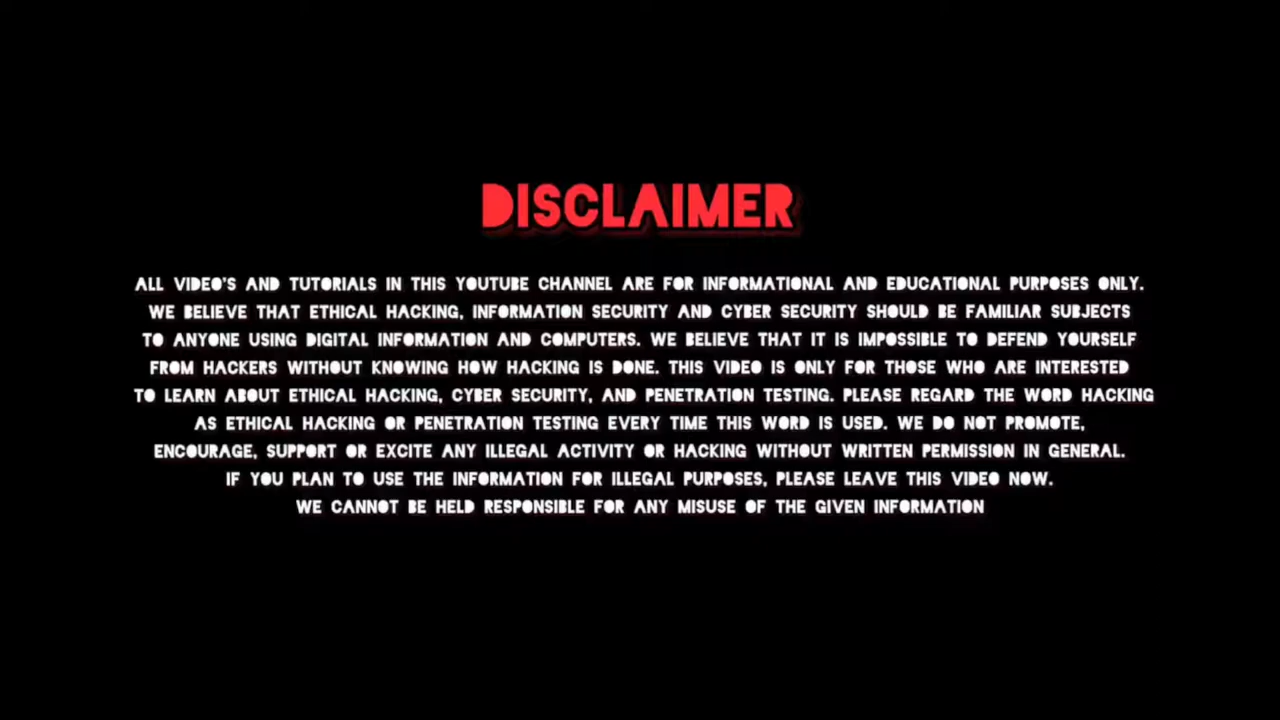 DISCLAIMER
ALL VIDEO'S AND TUTORIALS IN THIS YOUTUBE CHANNEL ARE FOR INFORMATIONAL AND EDUCATIONAL PURPOSES ONLY.
WE BELIEVE THAT ETHICAL HACKING, INFORMATION SECURITY AND CYBER SECURITY SHOULD BE FAMILIAR SUBJECTS
TO ANYONE USING DIGITAL INFORMATION AND COMPUTERS. WE BELIEVE THAT IT IS IMPOSSIBLE TO DEFEND YOURSELF
FROM HACKERS WITHOUT KNOWING HOW HACKING IS DONE. THIS VIDEO IS ONLY FOR THOSE WHO ARE INTERESTED
TO LEARN ABOUT ETHICAL HACKING, CYBER SECURITY, AND PENETRATION TESTING. PLEASE REGARD THE WORD HACKING
AS ETHICAL HACKING OR PENETRATION TESTING EVERY TIME THIS WORD IS USED. WE DO NOT PROMOTE,
ENCOURAGE, SUPPORT OR EXCITE ANY ILLEGAL ACTIVITY OR HACKING WITHOUT WRITTEN PERMISSION IN GENERAL.
IF YOU PLAN TO USE THE INFORMATION FOR ILLEGAL PURPOSES, PLEASE LEAVE THIS VIDEO NOW.
WE CANNOT BE HELD RESPONSIBLE FOR ANY MISUSE OF THE GIVEN INFORMATION